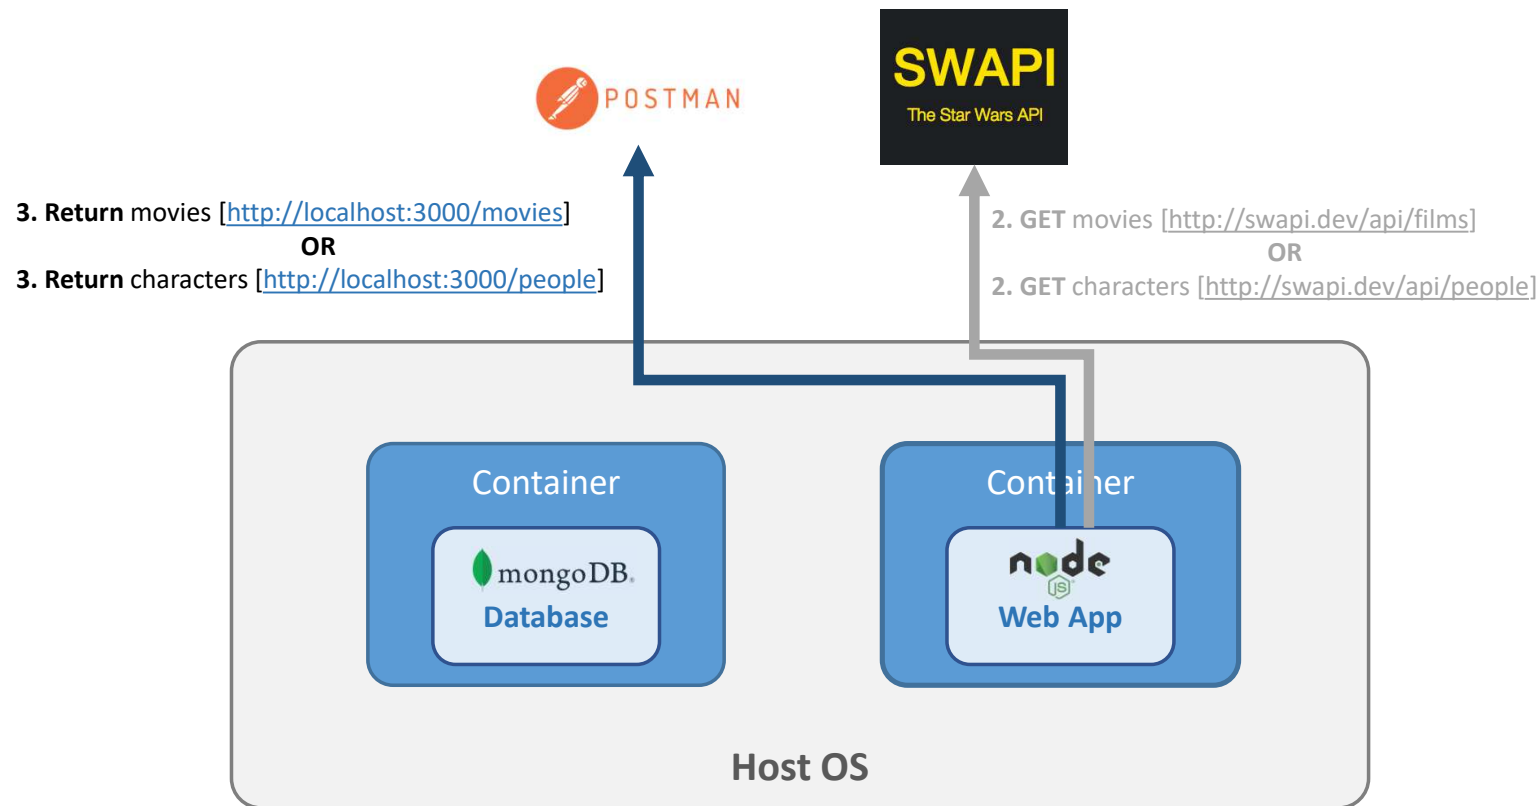 POSTMAN
SWAPI
The Star Wars API
3. Return movies [http://localhost:3000/movies]
OR
3. Return characters [http://localhost:3000/people]
2. GET movies [http://swapi.dev/api/films]
OR
2. GET characters [http://swapi.dev/api/people]
Container
mongoDB.
Database
Container
node
JS
Web App
Host OS